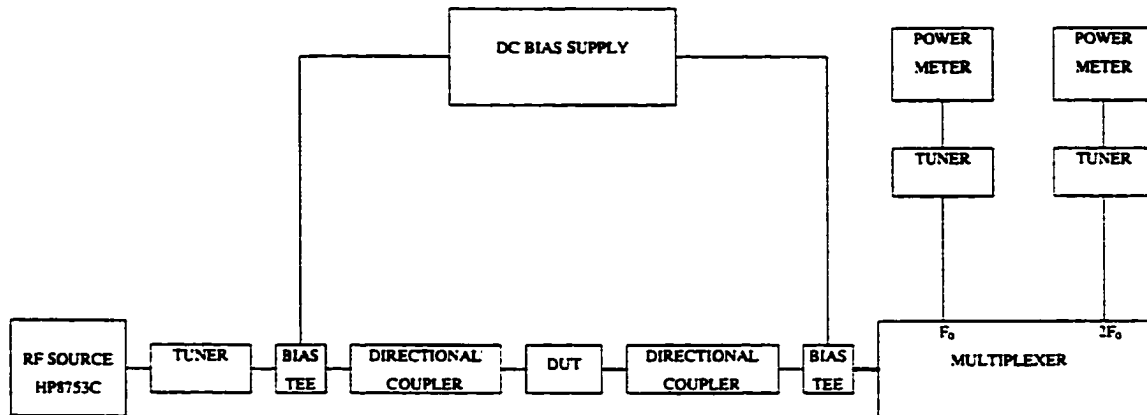 DC BIAS SUPPLY
POWER
METER
POWER
METER
TUNER
TUNER
F₀
2F₀
RF SOURCE
HP8753C
TUNER
BIAS
TEE
DIRECTIONAL
COUPLER
DUT
DIRECTIONAL
COUPLER
BIAS
TEE
MULTIPLEXER